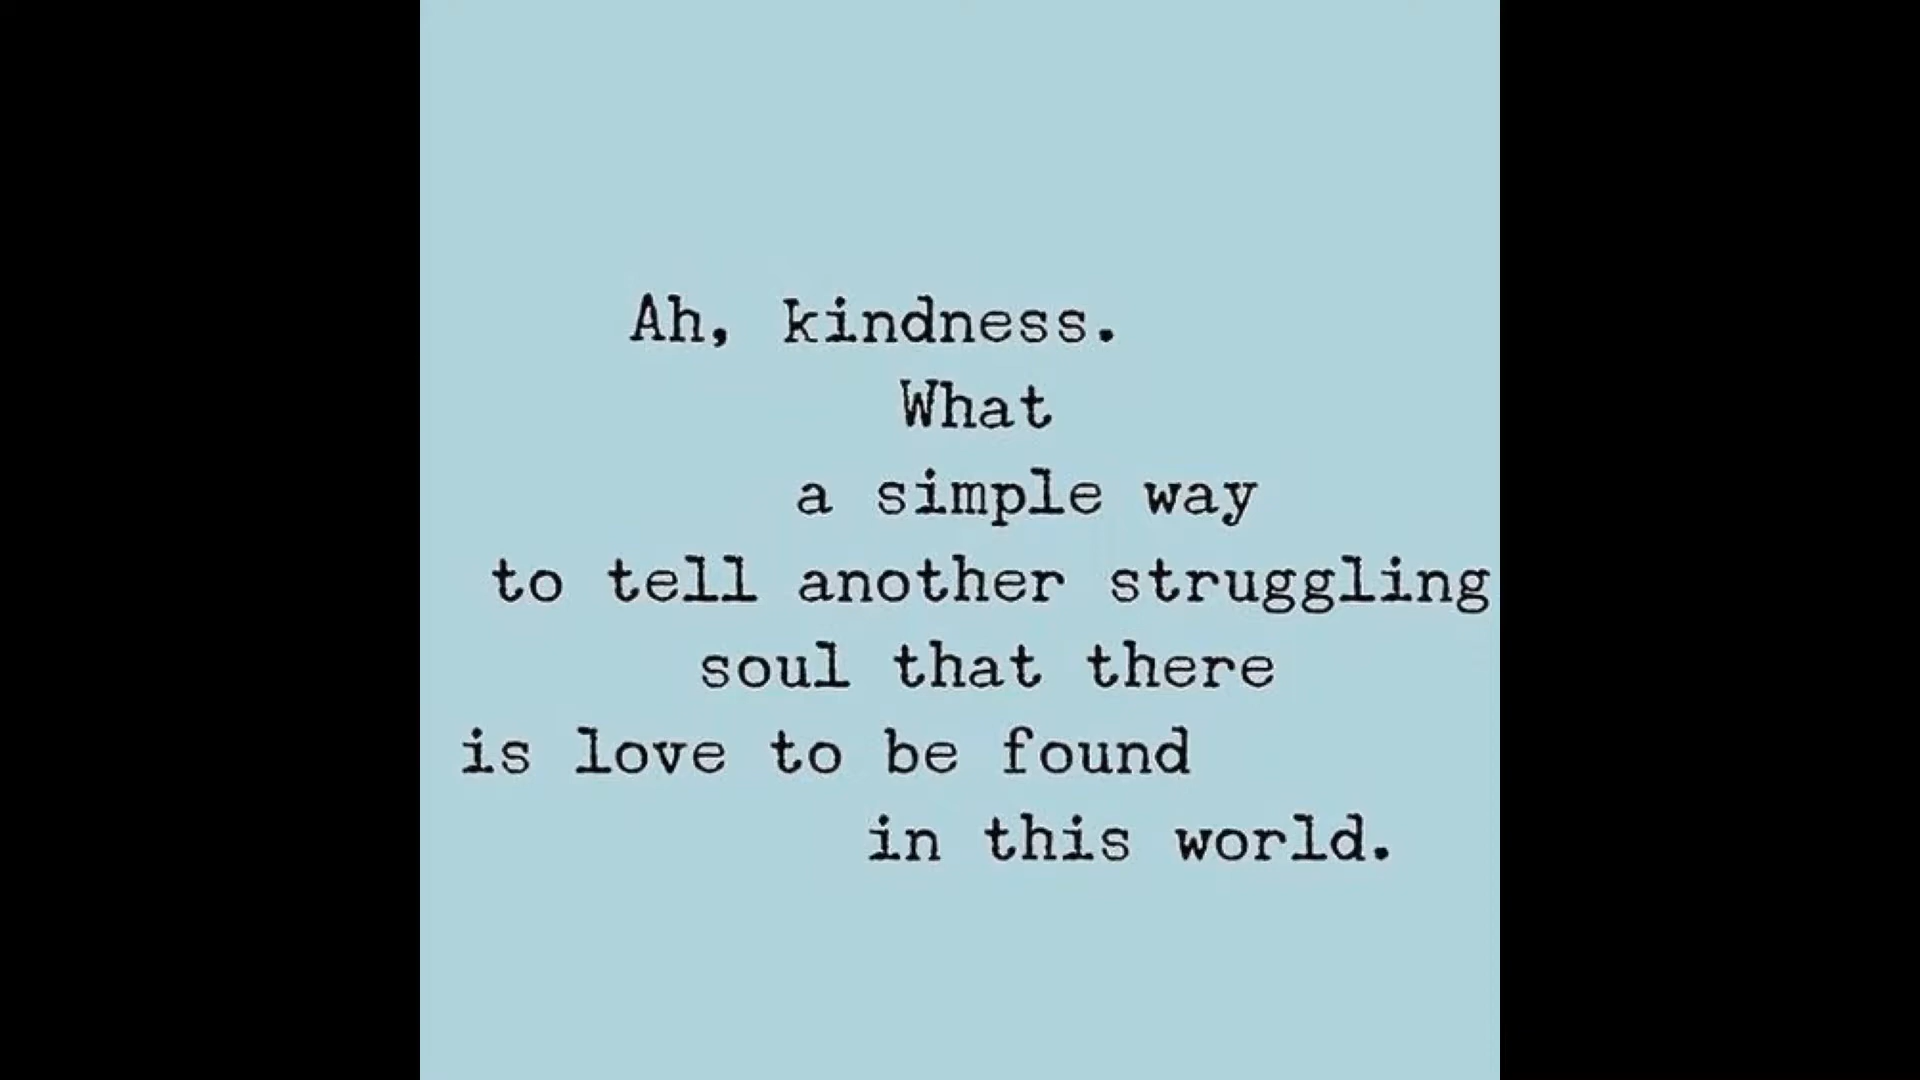 Ah, kindness.
What
a simple way
to tell another struggling
soul that there
is love to be found
in this world.